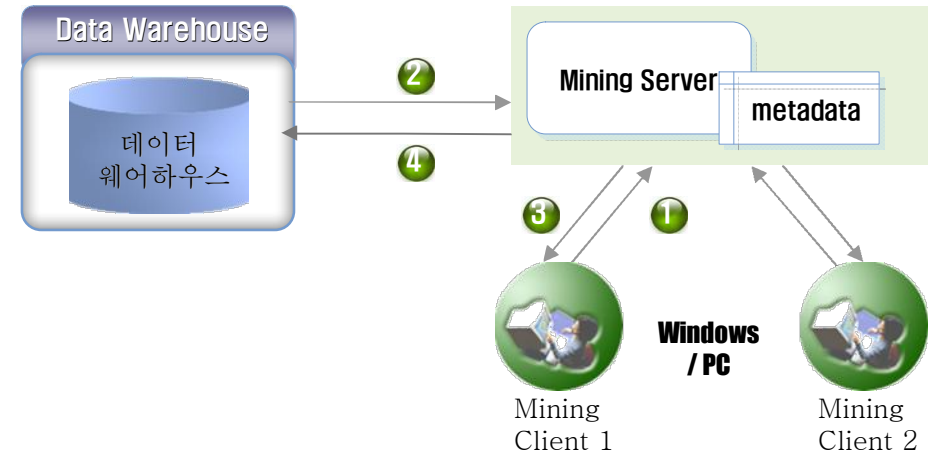 Data Warehouse
데이터
웨어하우스
2
4
Mining Server
metadata
3
1
Windows
/ PC
Mining
Client 1
Mining
Client 2